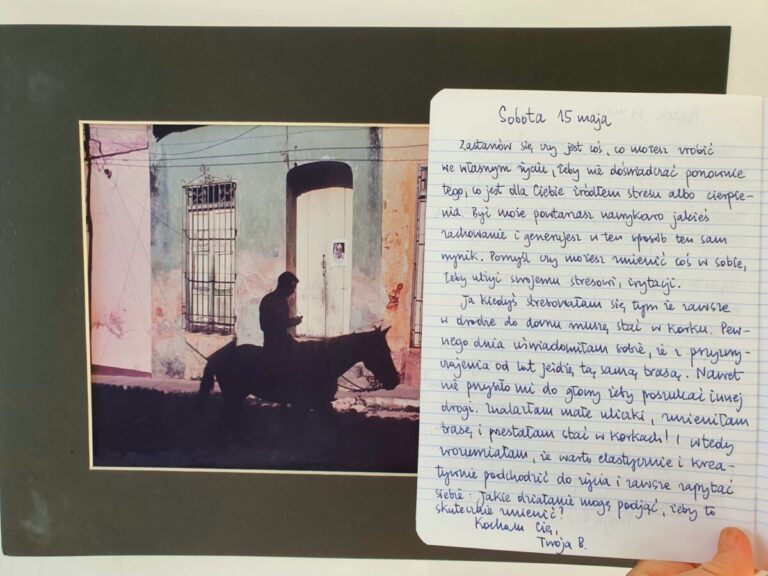 Sobota 15 maja
Zastanów się czy jest coś, co możesz zrobić
we własnym życiu, żeby nie doświadczać ponownie
tego, co jest dla Ciebie źródłem stresu albo cierpie-
nia. Być może powtarzasz nawykowo jakieś
zachowanie i generujesz w ten sposób ten sam
wynik. Pomyśl czy możesz zmienić coś w sobie,
żeby ulżyć swojemu stresowi, irytacji.
Ja kiedyś stresowałam się tym że zawsze
w drodze do domu muszę stać w korku. Pew-
nego dnia uświadomiłam sobie, że z przyzwy-
czajenia od lat jeżdżę tą samą trasą. Nawet
nie przyszło mi do głowy żeby poszukać innej
drogi. Znalazłam małe uliczki, zmieniłam
trasę i przestałam stać w korkach! I wtedy
zrozumiałam, że warto elastycznie i krea-
tywnie podchodzić do życia i zawsze zapytać
siebie: Jakie działanie mogę podjąć, żeby to
skutecznie zmienić?
Kocham Cię,
Twoja B.